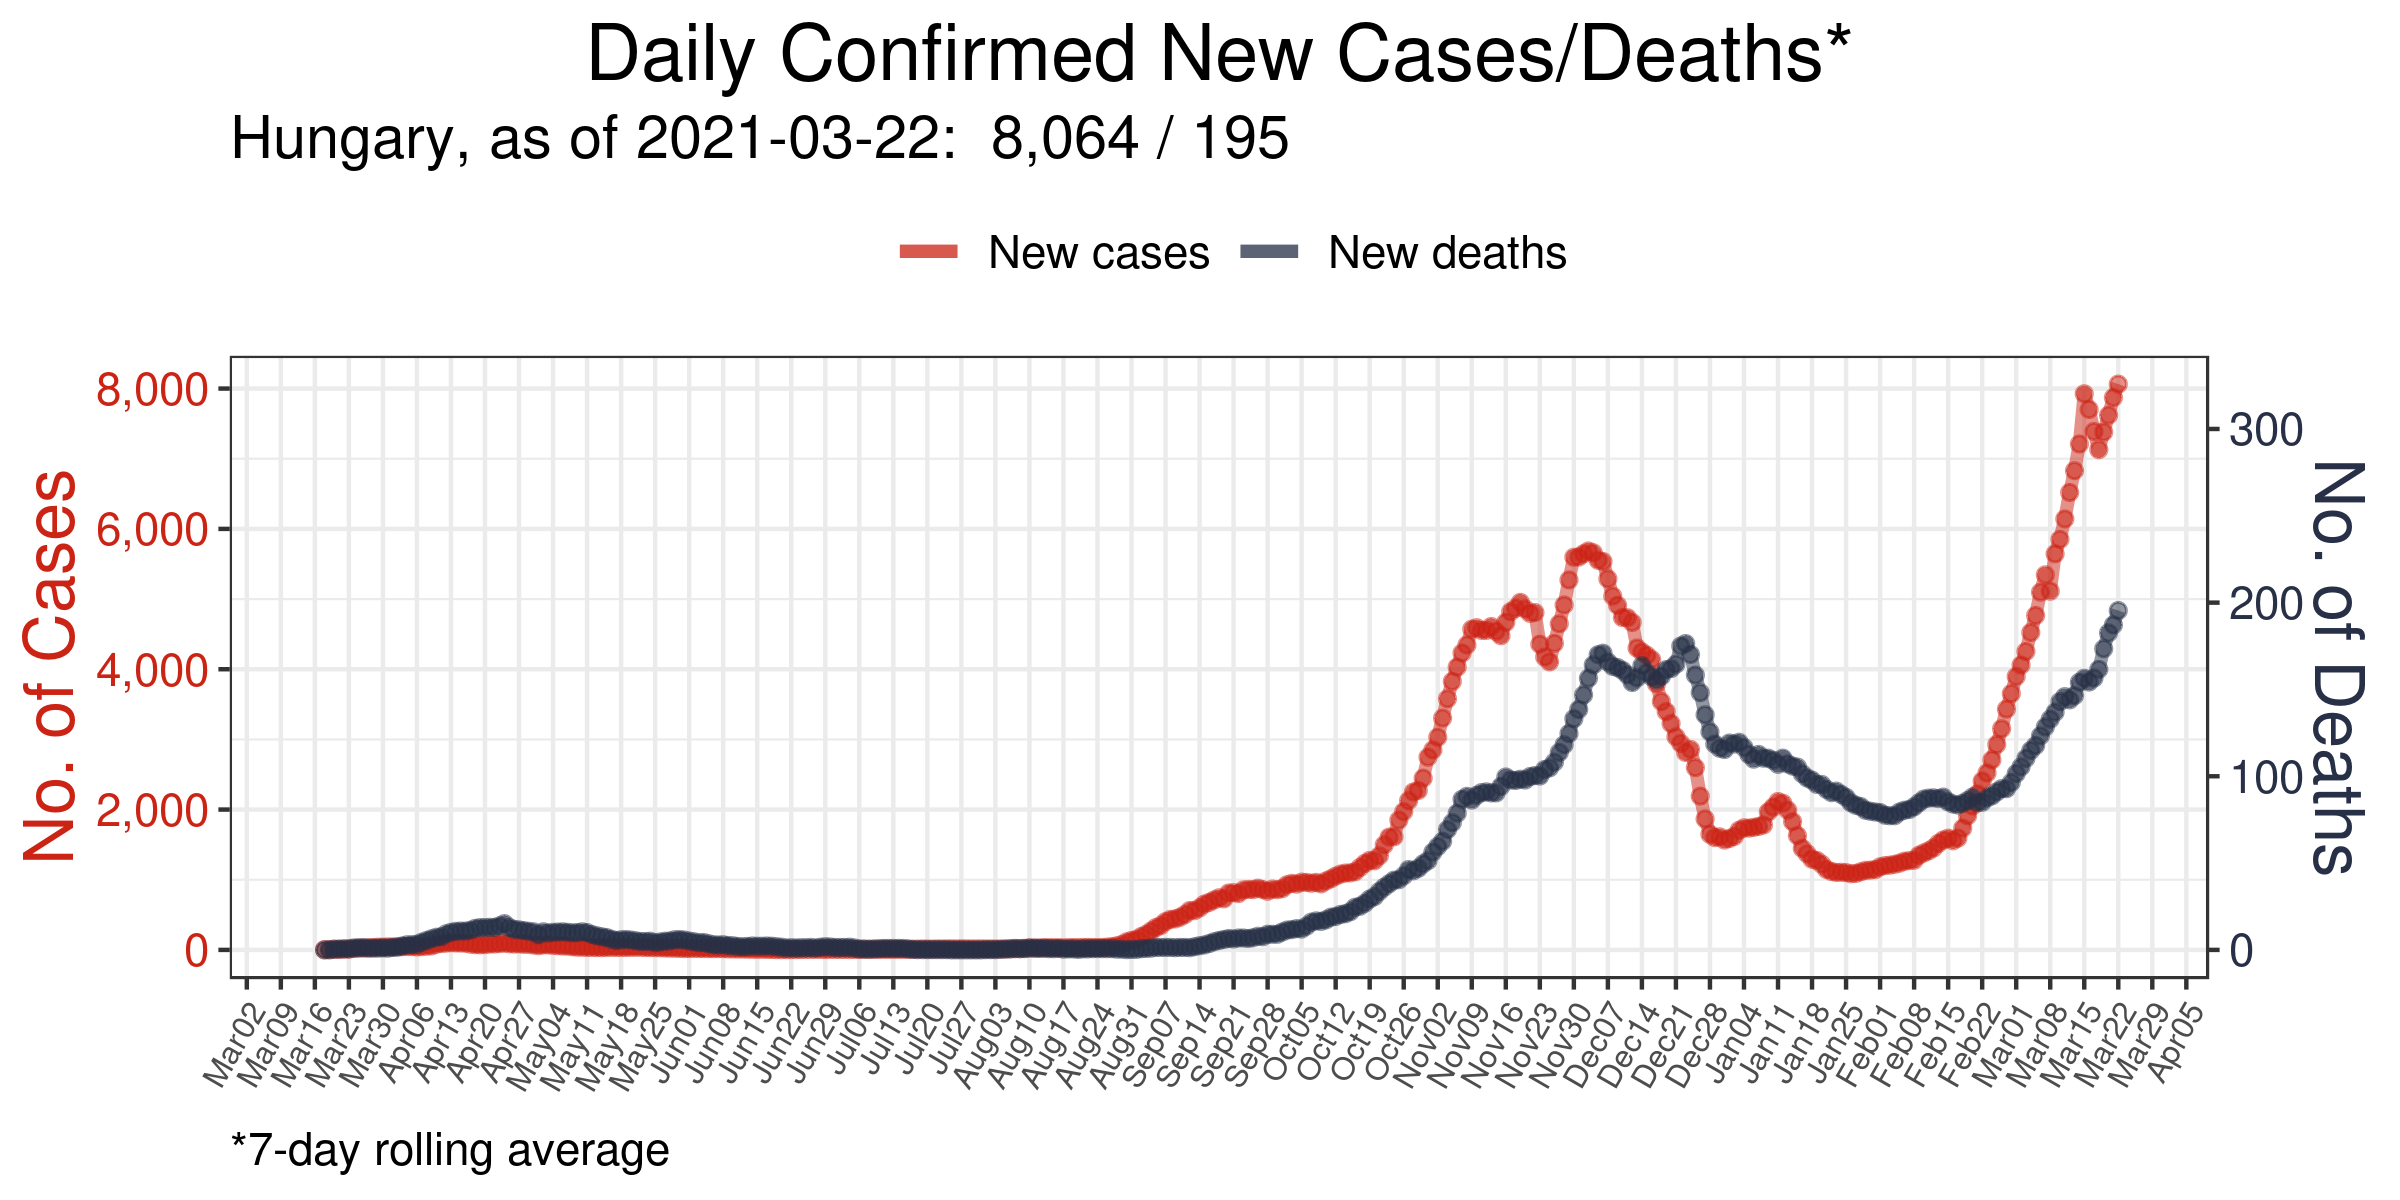 Daily Confirmed New Cases/Deaths*
Hungary, as of 2021-03-22:  8,064 / 195
New cases
New deaths
No. of Cases
8,000
6,000
4,000
2,000
0
300
200
100
0
No. of Deaths
Mar02
Mar09
Mar16
Mar23
Mar30
Apr06
Apr13
Apr20
Apr27
May04
May11
May18
May25
Jun01
Jun08
Jun15
Jun22
Jun29
Jul06
Jul13
Jul20
Jul27
Aug03
Aug10
Aug17
Aug24
Aug31
Sep07
Sep14
Sep21
Sep28
Oct05
Oct12
Oct19
Oct26
Nov02
Nov09
Nov16
Nov23
Nov30
Dec07
Dec14
Dec21
Dec28
Jan04
Jan11
Jan18
Jan25
Feb01
Feb08
Feb15
Feb22
Mar01
Mar08
Mar15
Mar22
Mar29
Apr05
*7-day rolling average